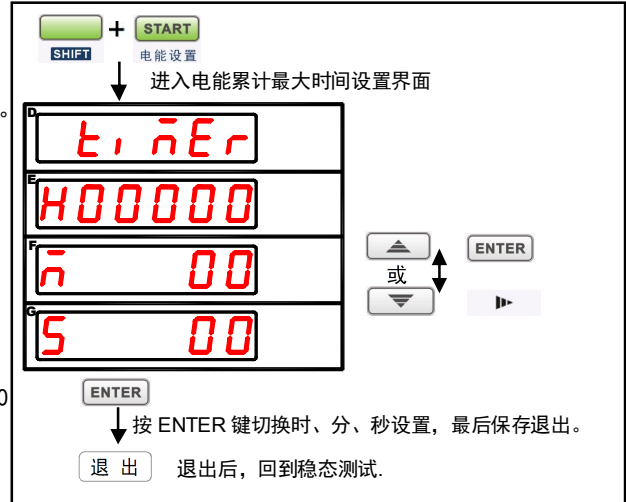 + START
SHIFT 电能设置
进入电能累计最大时间设置界面
D
timEr
E
H00000
F
m 00
G
S 00
或
ENTER
ENTER
按 ENTER 键切换时、分、秒设置，最后保存退出。
退 出 退出后，回到稳态测试.